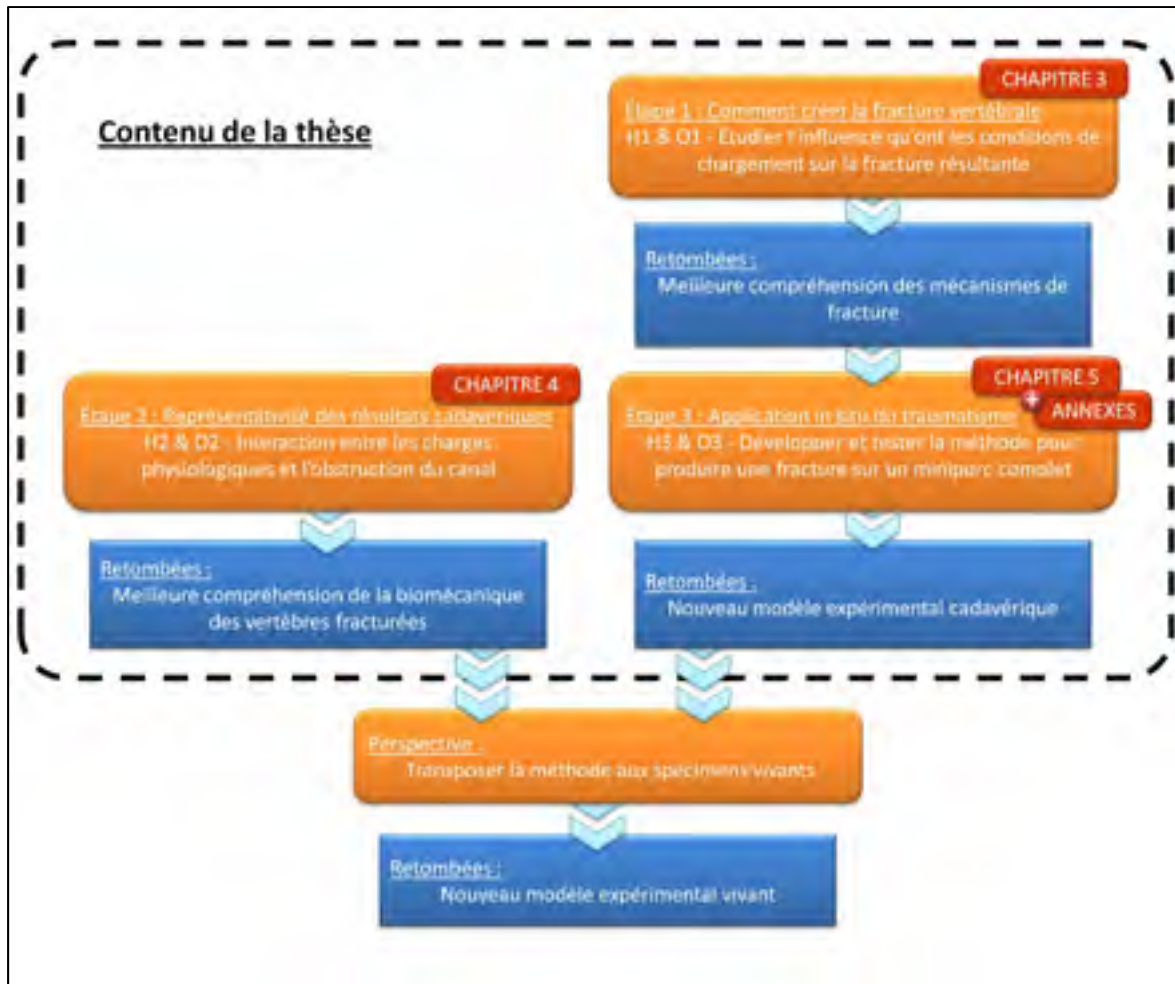 Contenu de la thèse
CHAPITRE 3
Étape 1 : Comment créer la fracture vertébrale
H1 & O1 - Étudier l'influence qu'ont les conditions de
chargement sur la fracture résultante
Retombées :
Meilleure compréhension des mécanismes de
fracture
CHAPITRE 4
Étape 2 : Représentativité des résultats cadavériques
H2 & O2 - Interaction entre les charges
physiologiques et l'obstruction du canal
Retombées :
Meilleure compréhension de la biomécanique
des vertèbres fracturées
CHAPITRE 5
+
ANNEXES
Étape 3 : Application in situ du traumatisme
H3 & O3 - Développer et tester la méthode pour
produire une fracture sur un miniporc complet
Retombées :
Nouveau modèle expérimental cadavérique
Perspective :
Transposer la méthode aux spécimens vivants
Retombées :
Nouveau modèle expérimental vivant